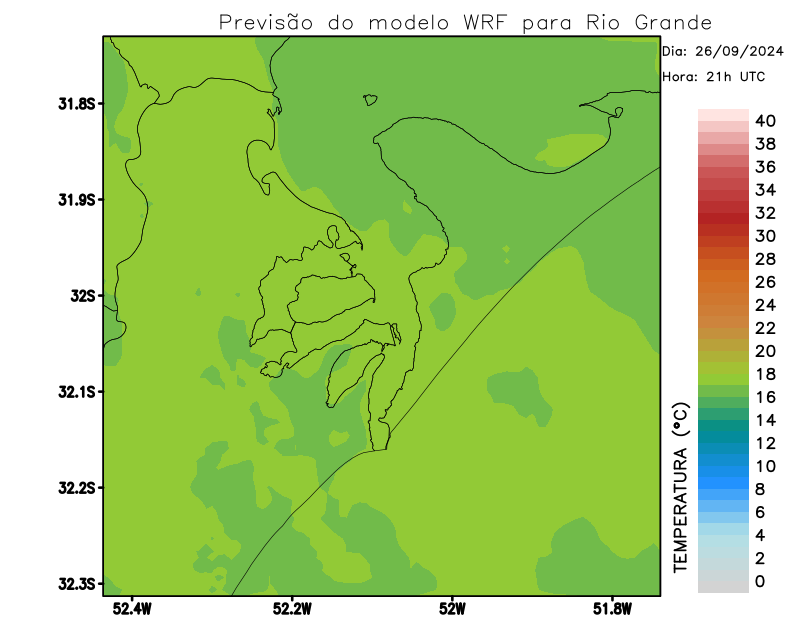 Previsão do modelo WRF para Rio Grande
Dia: 26/09/2024
Hora: 21h UTC
31.8S
31.9S
32S
32.1S
32.2S
32.3S
52.4W
52.2W
52W
51.8W
TEMPERATURA (°C)
40
38
36
34
32
30
28
26
24
22
20
18
16
14
12
10
8
6
4
2
0